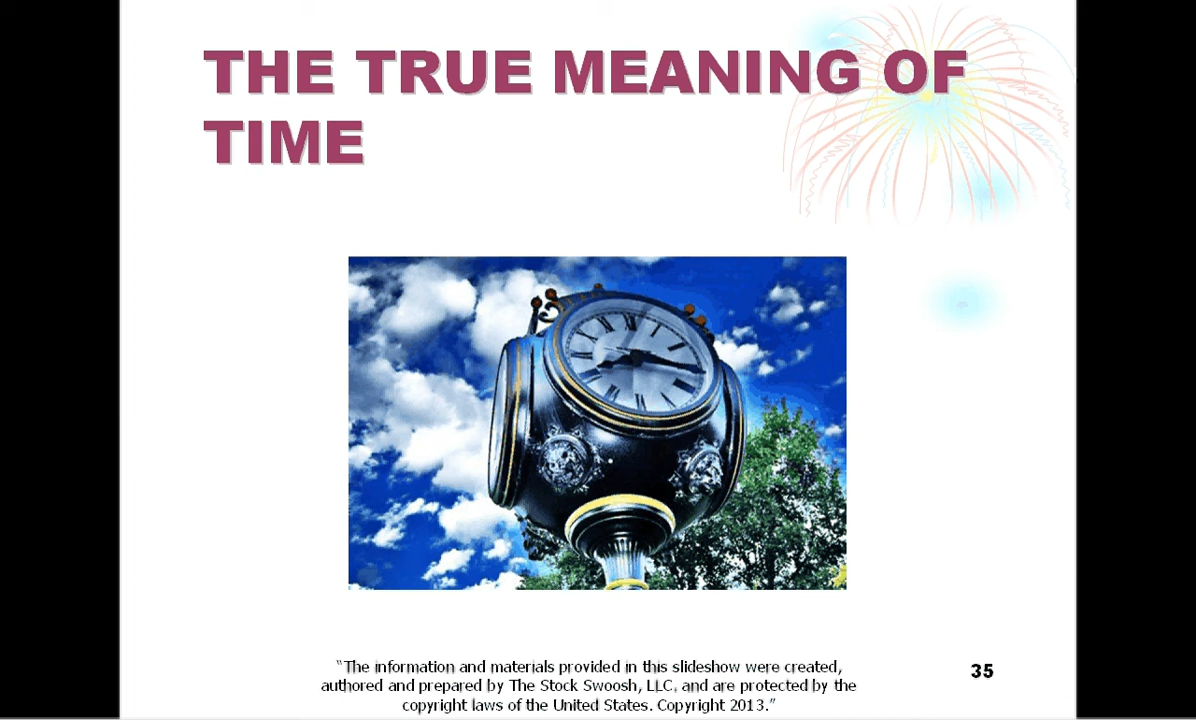 THE TRUE MEANING OF
TIME
“The information and materials provided in this slideshow were created,
authored and prepared by The Stock Swoosh, LLC, and are protected by the
copyright laws of the United States. Copyright 2013.”
35